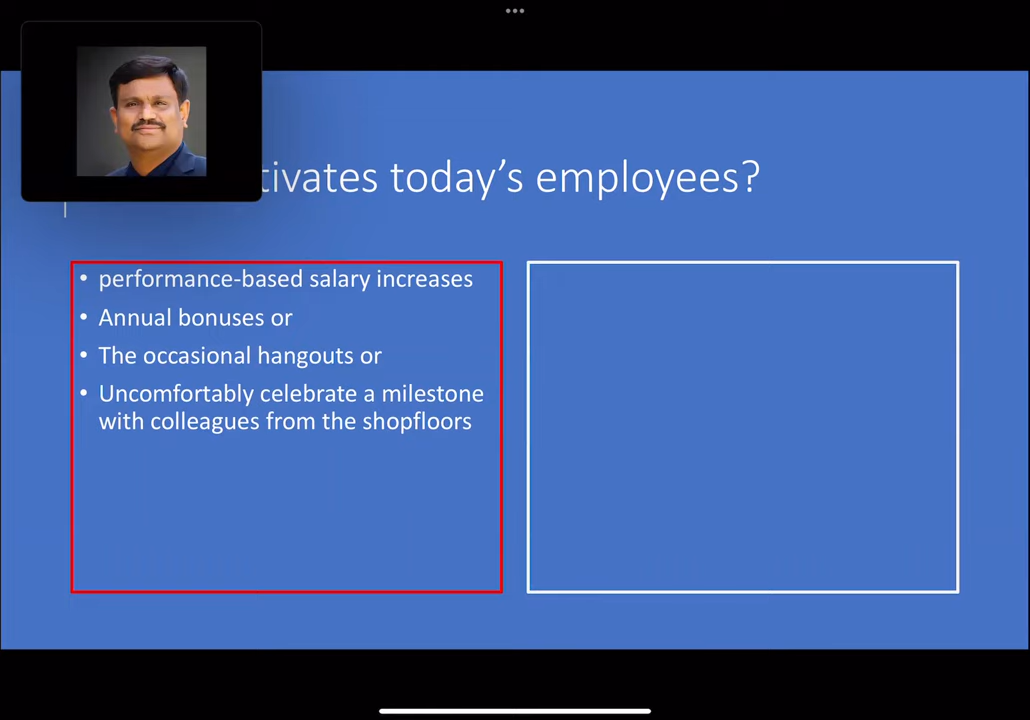 tivates today's employees?
• performance-based salary increases
• Annual bonuses or
• The occasional hangouts or
• Uncomfortably celebrate a milestone
with colleagues from the shopfloors